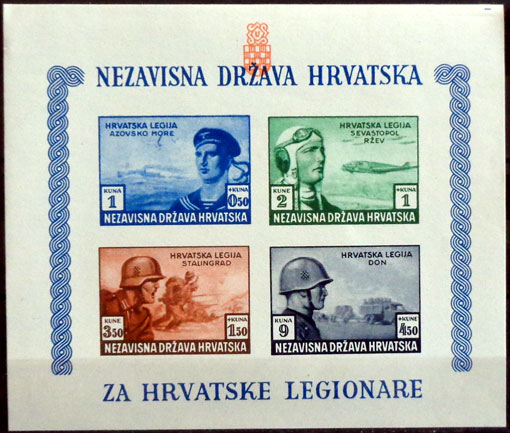 NEZAVISNA DRŽAVA HRVATSKA
HRVATSKA LEGIJA
AZOVSKO MORE
KUNA
1
+KUNA
0 50
NEZAVISNA DRŽAVA HRVATSKA
HRVATSKA LEGIJA
SEVASTOPOL
RŽEV
KUNE
2
+KUNA
1
NEZAVISNA DRŽAVA HRVATSKA
HRVATSKA LEGIJA
STALINGRAD
KUNE
3 50
+KUNA
1 50
NEZAVISNA DRŽAVA HRVATSKA
HRVATSKA LEGIJA
DON
KUNA
9
+KUNE
4 50
NEZAVISNA DRŽAVA HRVATSKA
ZA HRVATSKE LEGIONARE